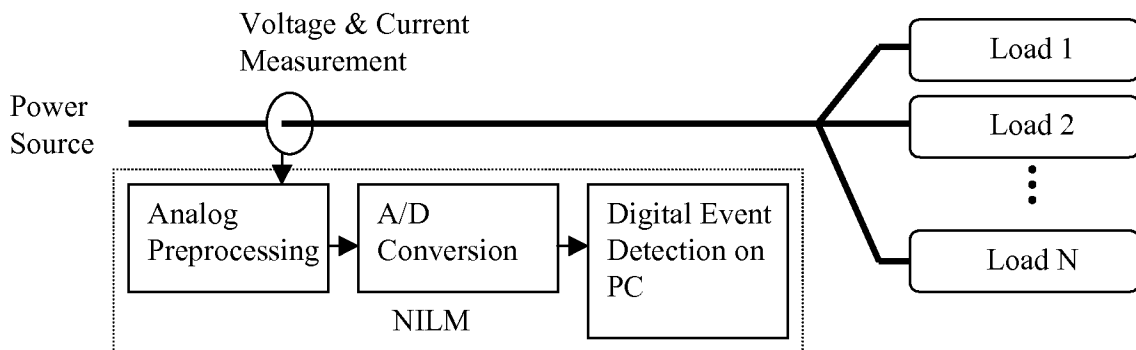 Voltage & Current
Measurement
Power
Source
Load 1
Load 2
Load N
Analog
Preprocessing
A/D
Conversion
Digital Event
Detection on
PC
NILM